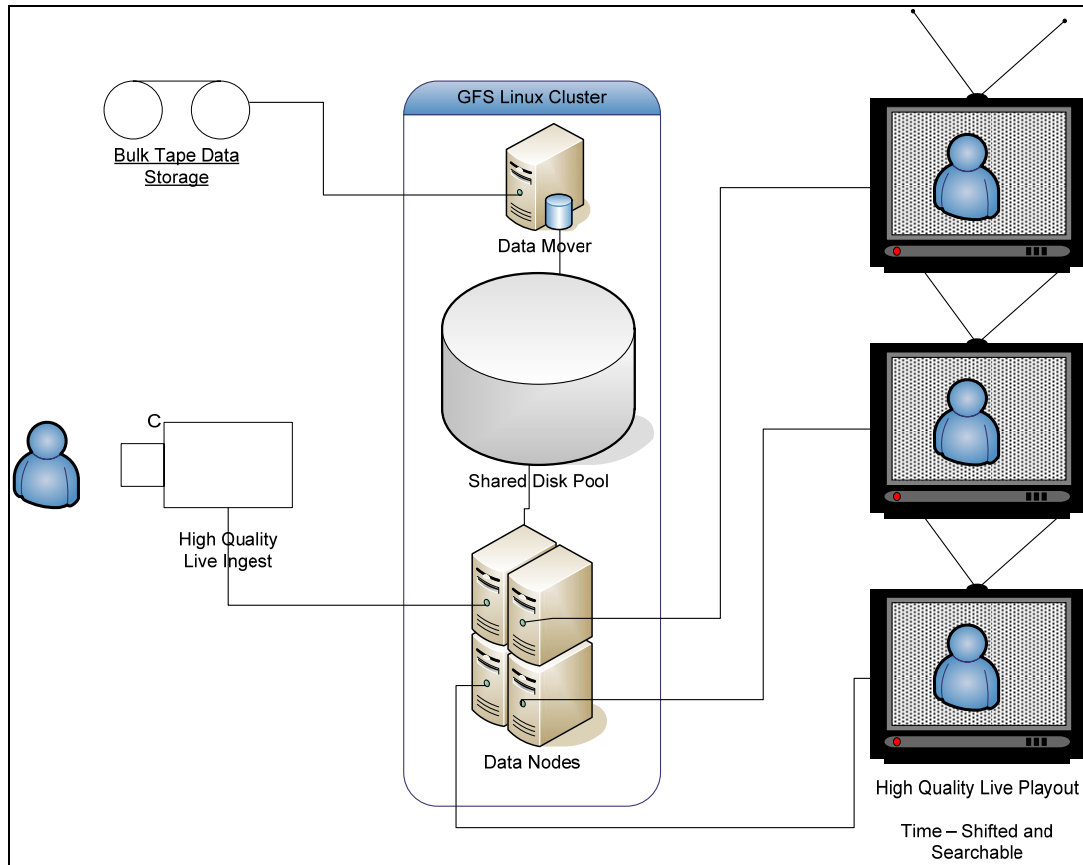 GFS Linux Cluster
Bulk Tape Data
Storage
Data Mover
Shared Disk Pool
C
High Quality
Live Ingest
Data Nodes
High Quality Live Playout
Time – Shifted and
Searchable